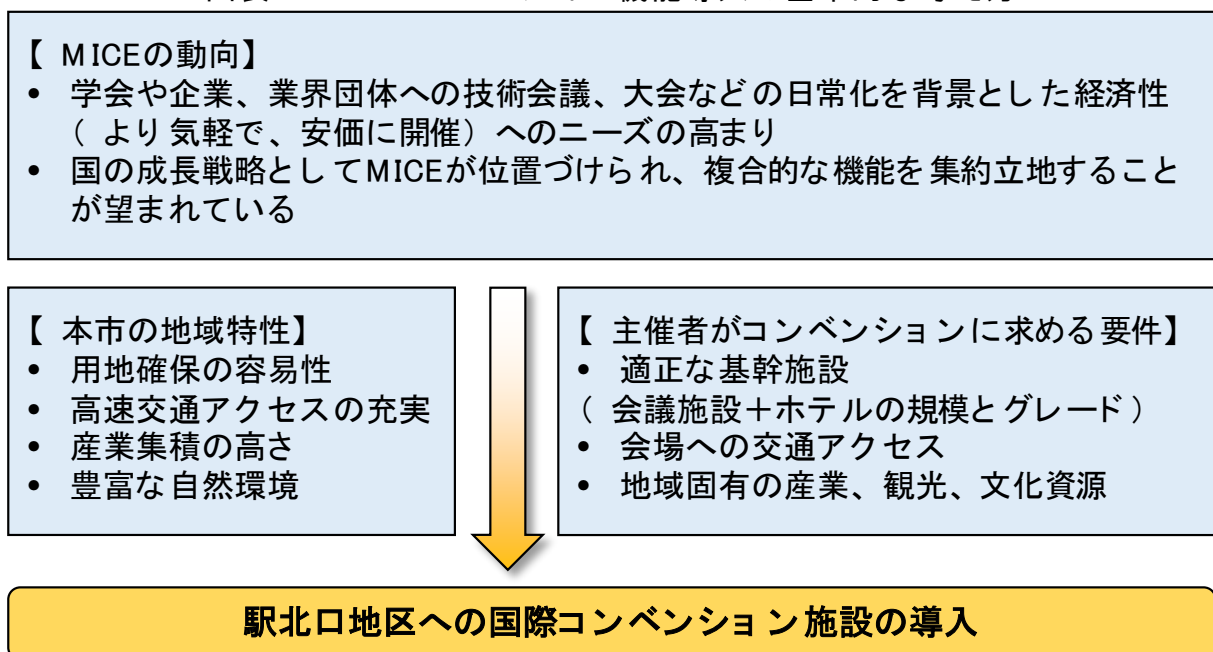 【MICEの動向】
• 学会や企業、業界団体への技術会議、大会などの日常化を背景とした経済性
（より気軽で、安価に開催）へのニーズの高まり
• 国の成長戦略としてMICEが位置づけられ、複合的な機能を集約立地すること
が望まれている
【本市の地域特性】
• 用地確保の容易性
• 高速交通アクセスの充実
• 産業集積の高さ
• 豊富な自然環境
【主催者がコンベンションに求める要件】
• 適正な基幹施設
（会議施設＋ホテルの規模とグレード）
• 会場への交通アクセス
• 地域固有の産業、観光、文化資源
駅北口地区への国際コンベンション施設の導入